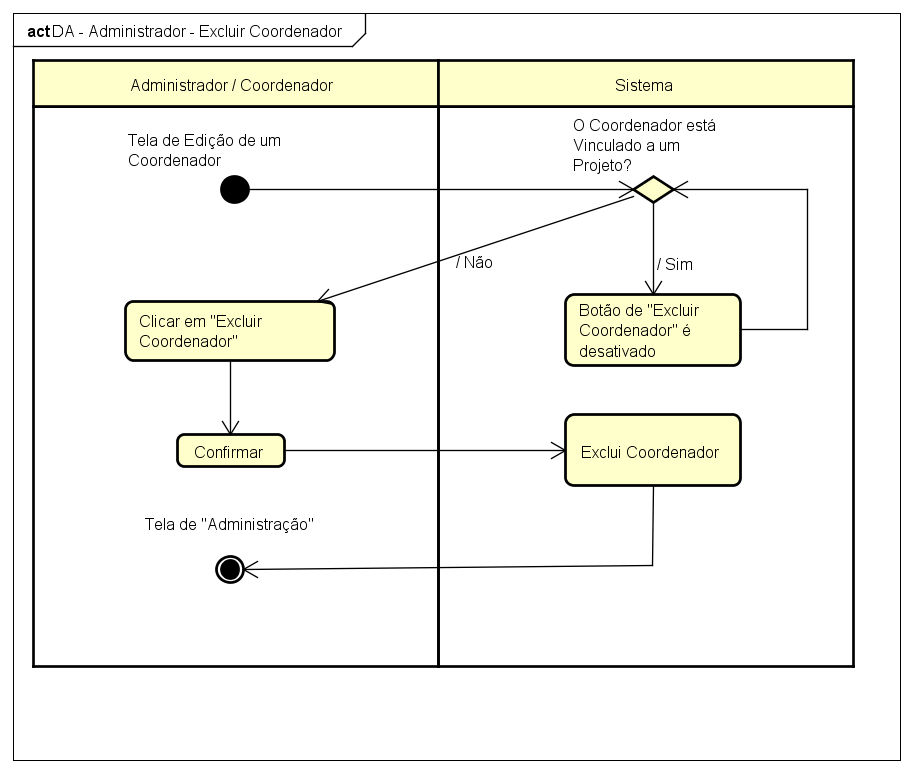 act DA - Administrador - Excluir Coordenador
Administrador / Coordenador
Sistema
Tela de Edição de um
Coordenador
O Coordenador está
Vinculado a um
Projeto?
/ Não
/ Sim
Clicar em "Excluir
Coordenador"
Botão de "Excluir
Coordenador" é
desativado
Confirmar
Exclui Coordenador
Tela de "Administração"